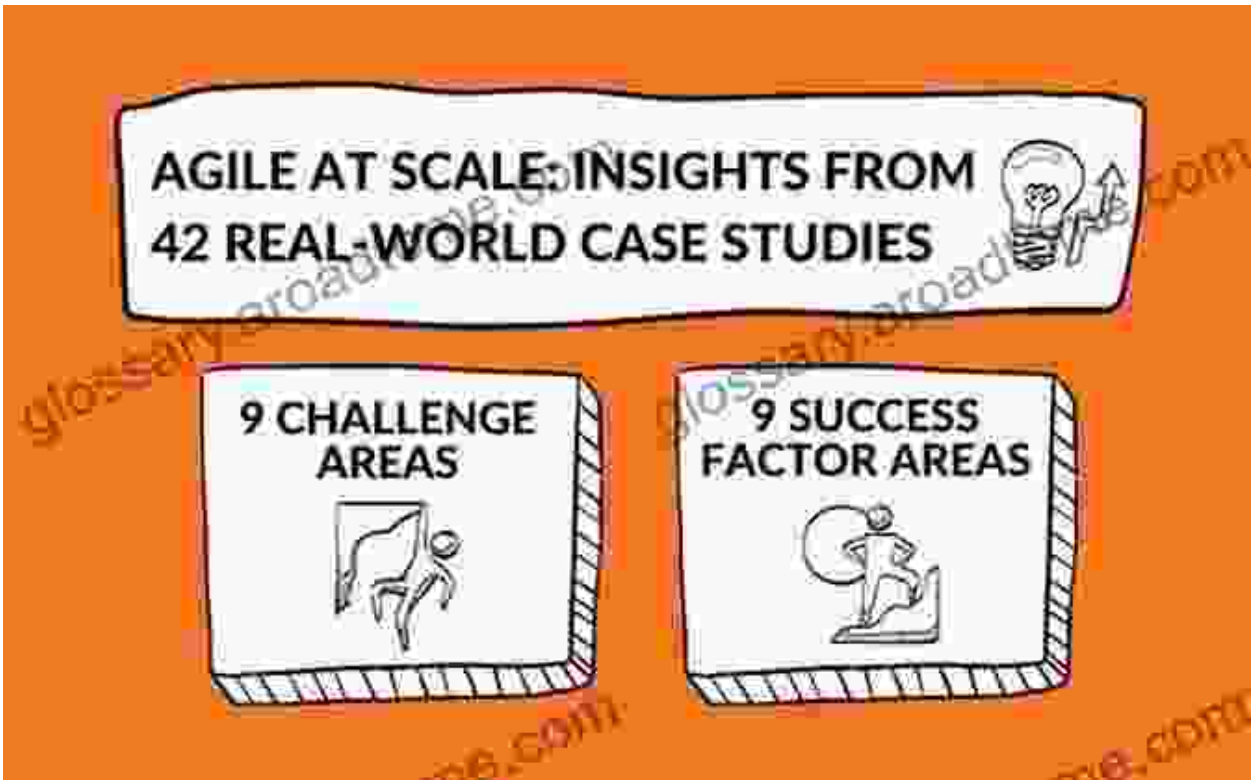 AGILE AT SCALE: INSIGHTS FROM
42 REAL-WORLD CASE STUDIES
9 CHALLENGE
AREAS
9 SUCCESS
FACTOR AREAS